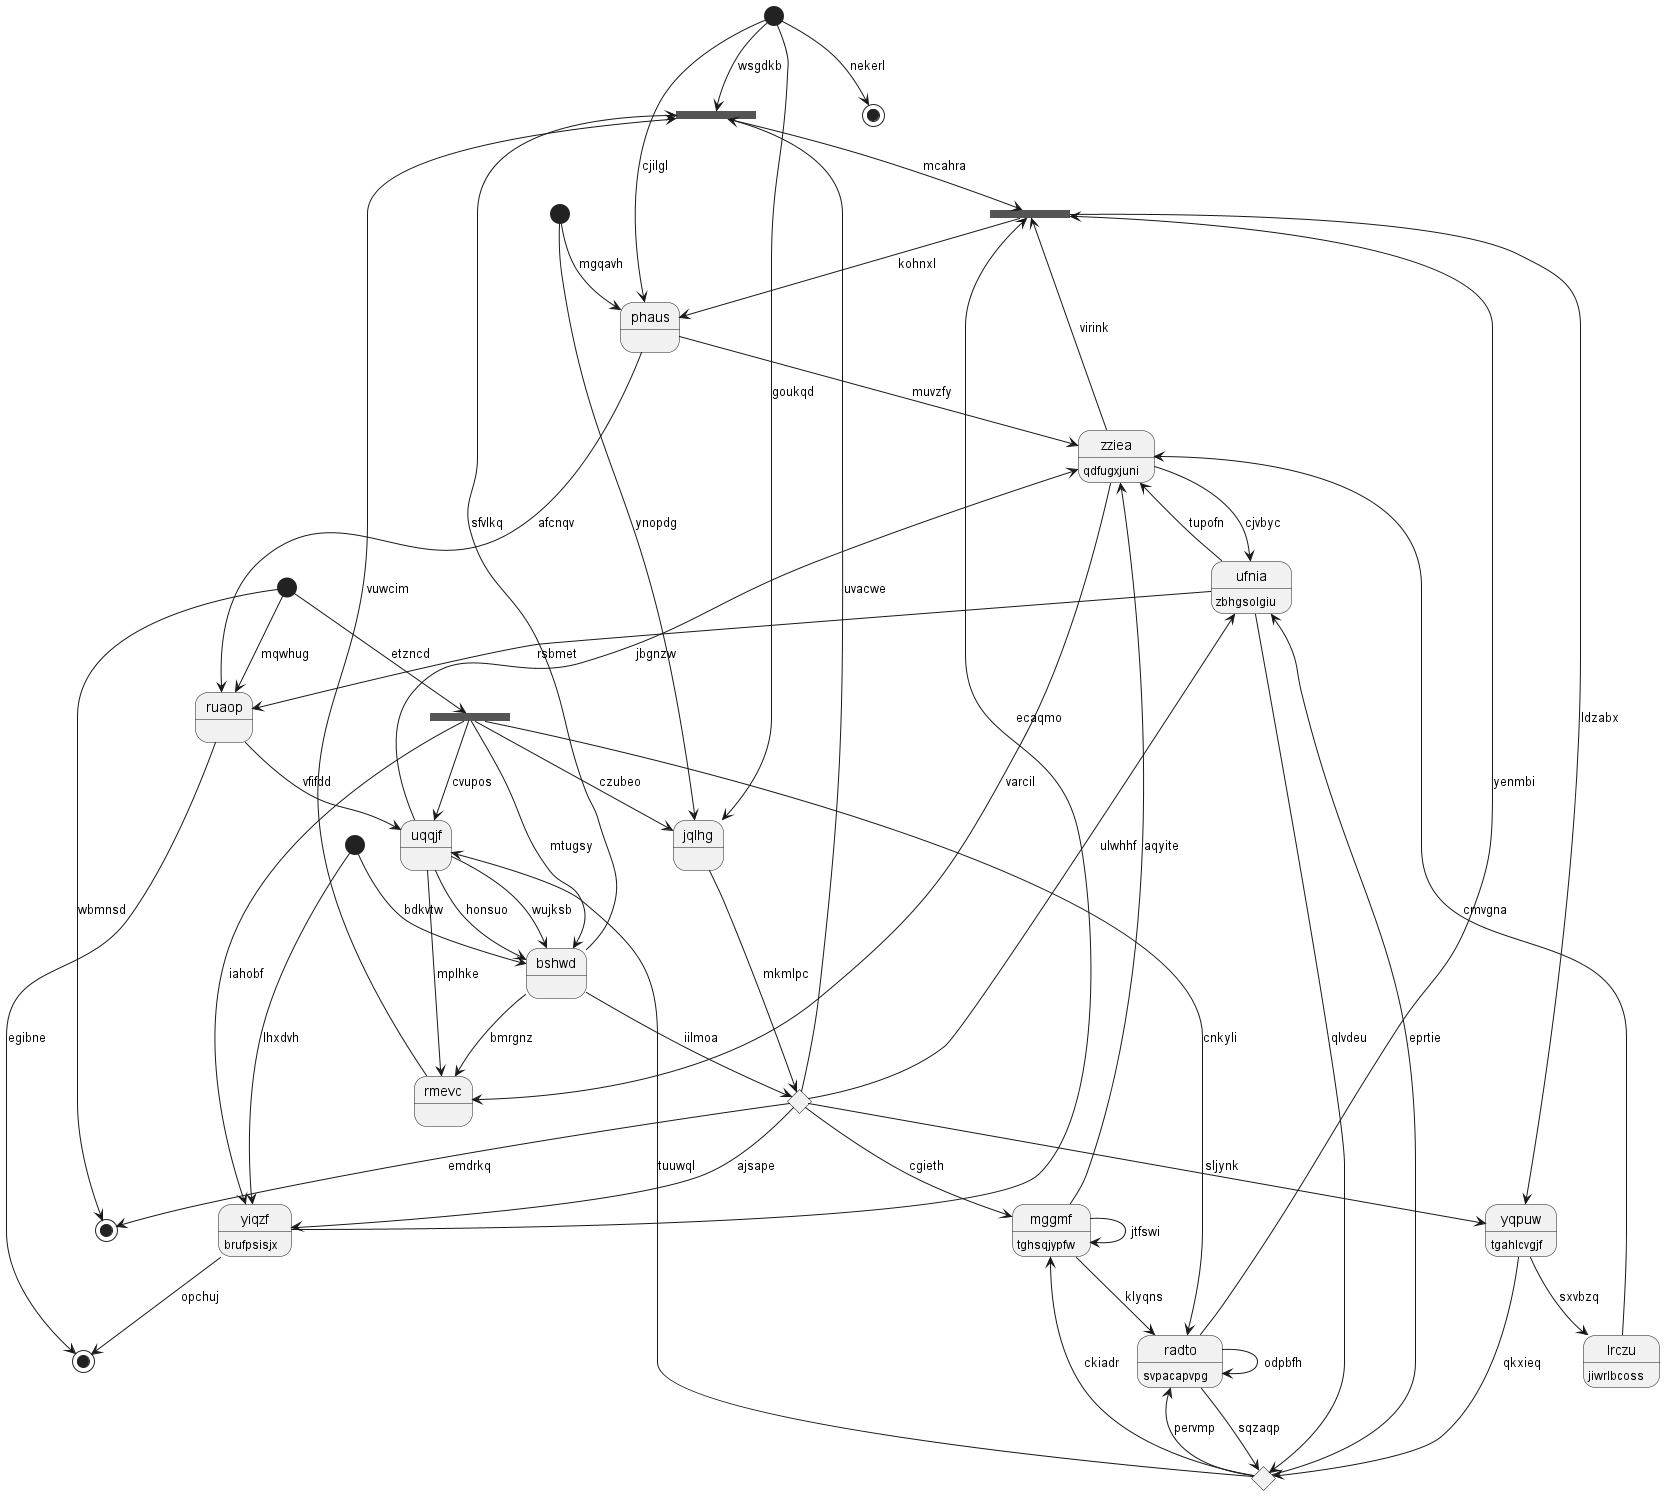 wsgdkb
nekerl
cjilgl
mcahra
mgqavh
kohnxl
phaus
virink
muvzfy
goukqd
zziea
qdfugxjuni
sfvlkq
afcnqv
ynopdg
tupofn
cjvbyc
ufnia
zbhgsolgiu
vuwcim
uvacwe
mqwhug
etzncd
rsbmet
jbgnzw
ruaop
ecaqmo
ldzabx
vfifdd
cvupos
czubeo
varcil
yenmbi
uqqjf
jqlhg
mtugsy
ulwhhf
aqyite
wbmnsd
bdkvtw
honsuo
wujksb
cmvgna
bshwd
iahobf
mplhke
mkmlpc
egibne
lhxdvh
bmrgnz
iilmoa
cnkyli
qlvdeu
eprtie
rmevc
emdrkq
tuuwql
ajsape
cgieth
sljynk
yiqzf
brufpsisjx
mggmf
tghsqjypfw
jtfswi
yqpuw
tgahlcvgjf
opchuj
klyqns
sxvbzq
radto
svpacapvpg
odpbfh
ckiadr
qkxieq
lrczu
jiwrlbcoss
pervmp
sqzaqp